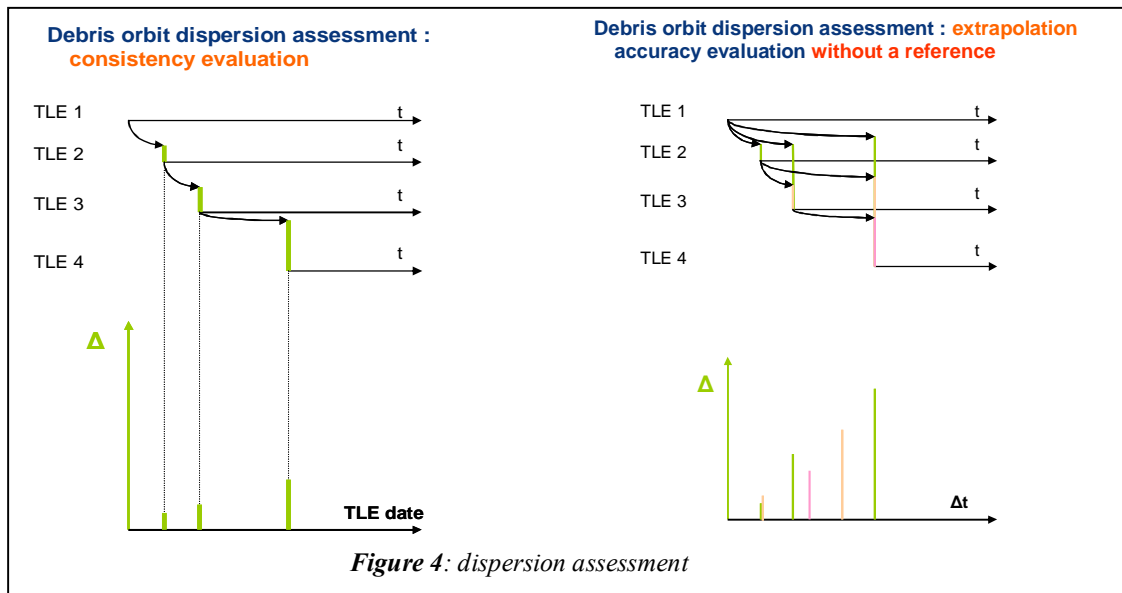 Debris orbit dispersion assessment :
consistency evaluation
TLE 1
t
TLE 2
t
TLE 3
t
TLE 4
t
Δ
TLE date
Debris orbit dispersion assessment : extrapolation
accuracy evaluation without a reference
TLE 1
t
TLE 2
t
TLE 3
t
TLE 4
t
Δ
Δt
Figure 4: dispersion assessment